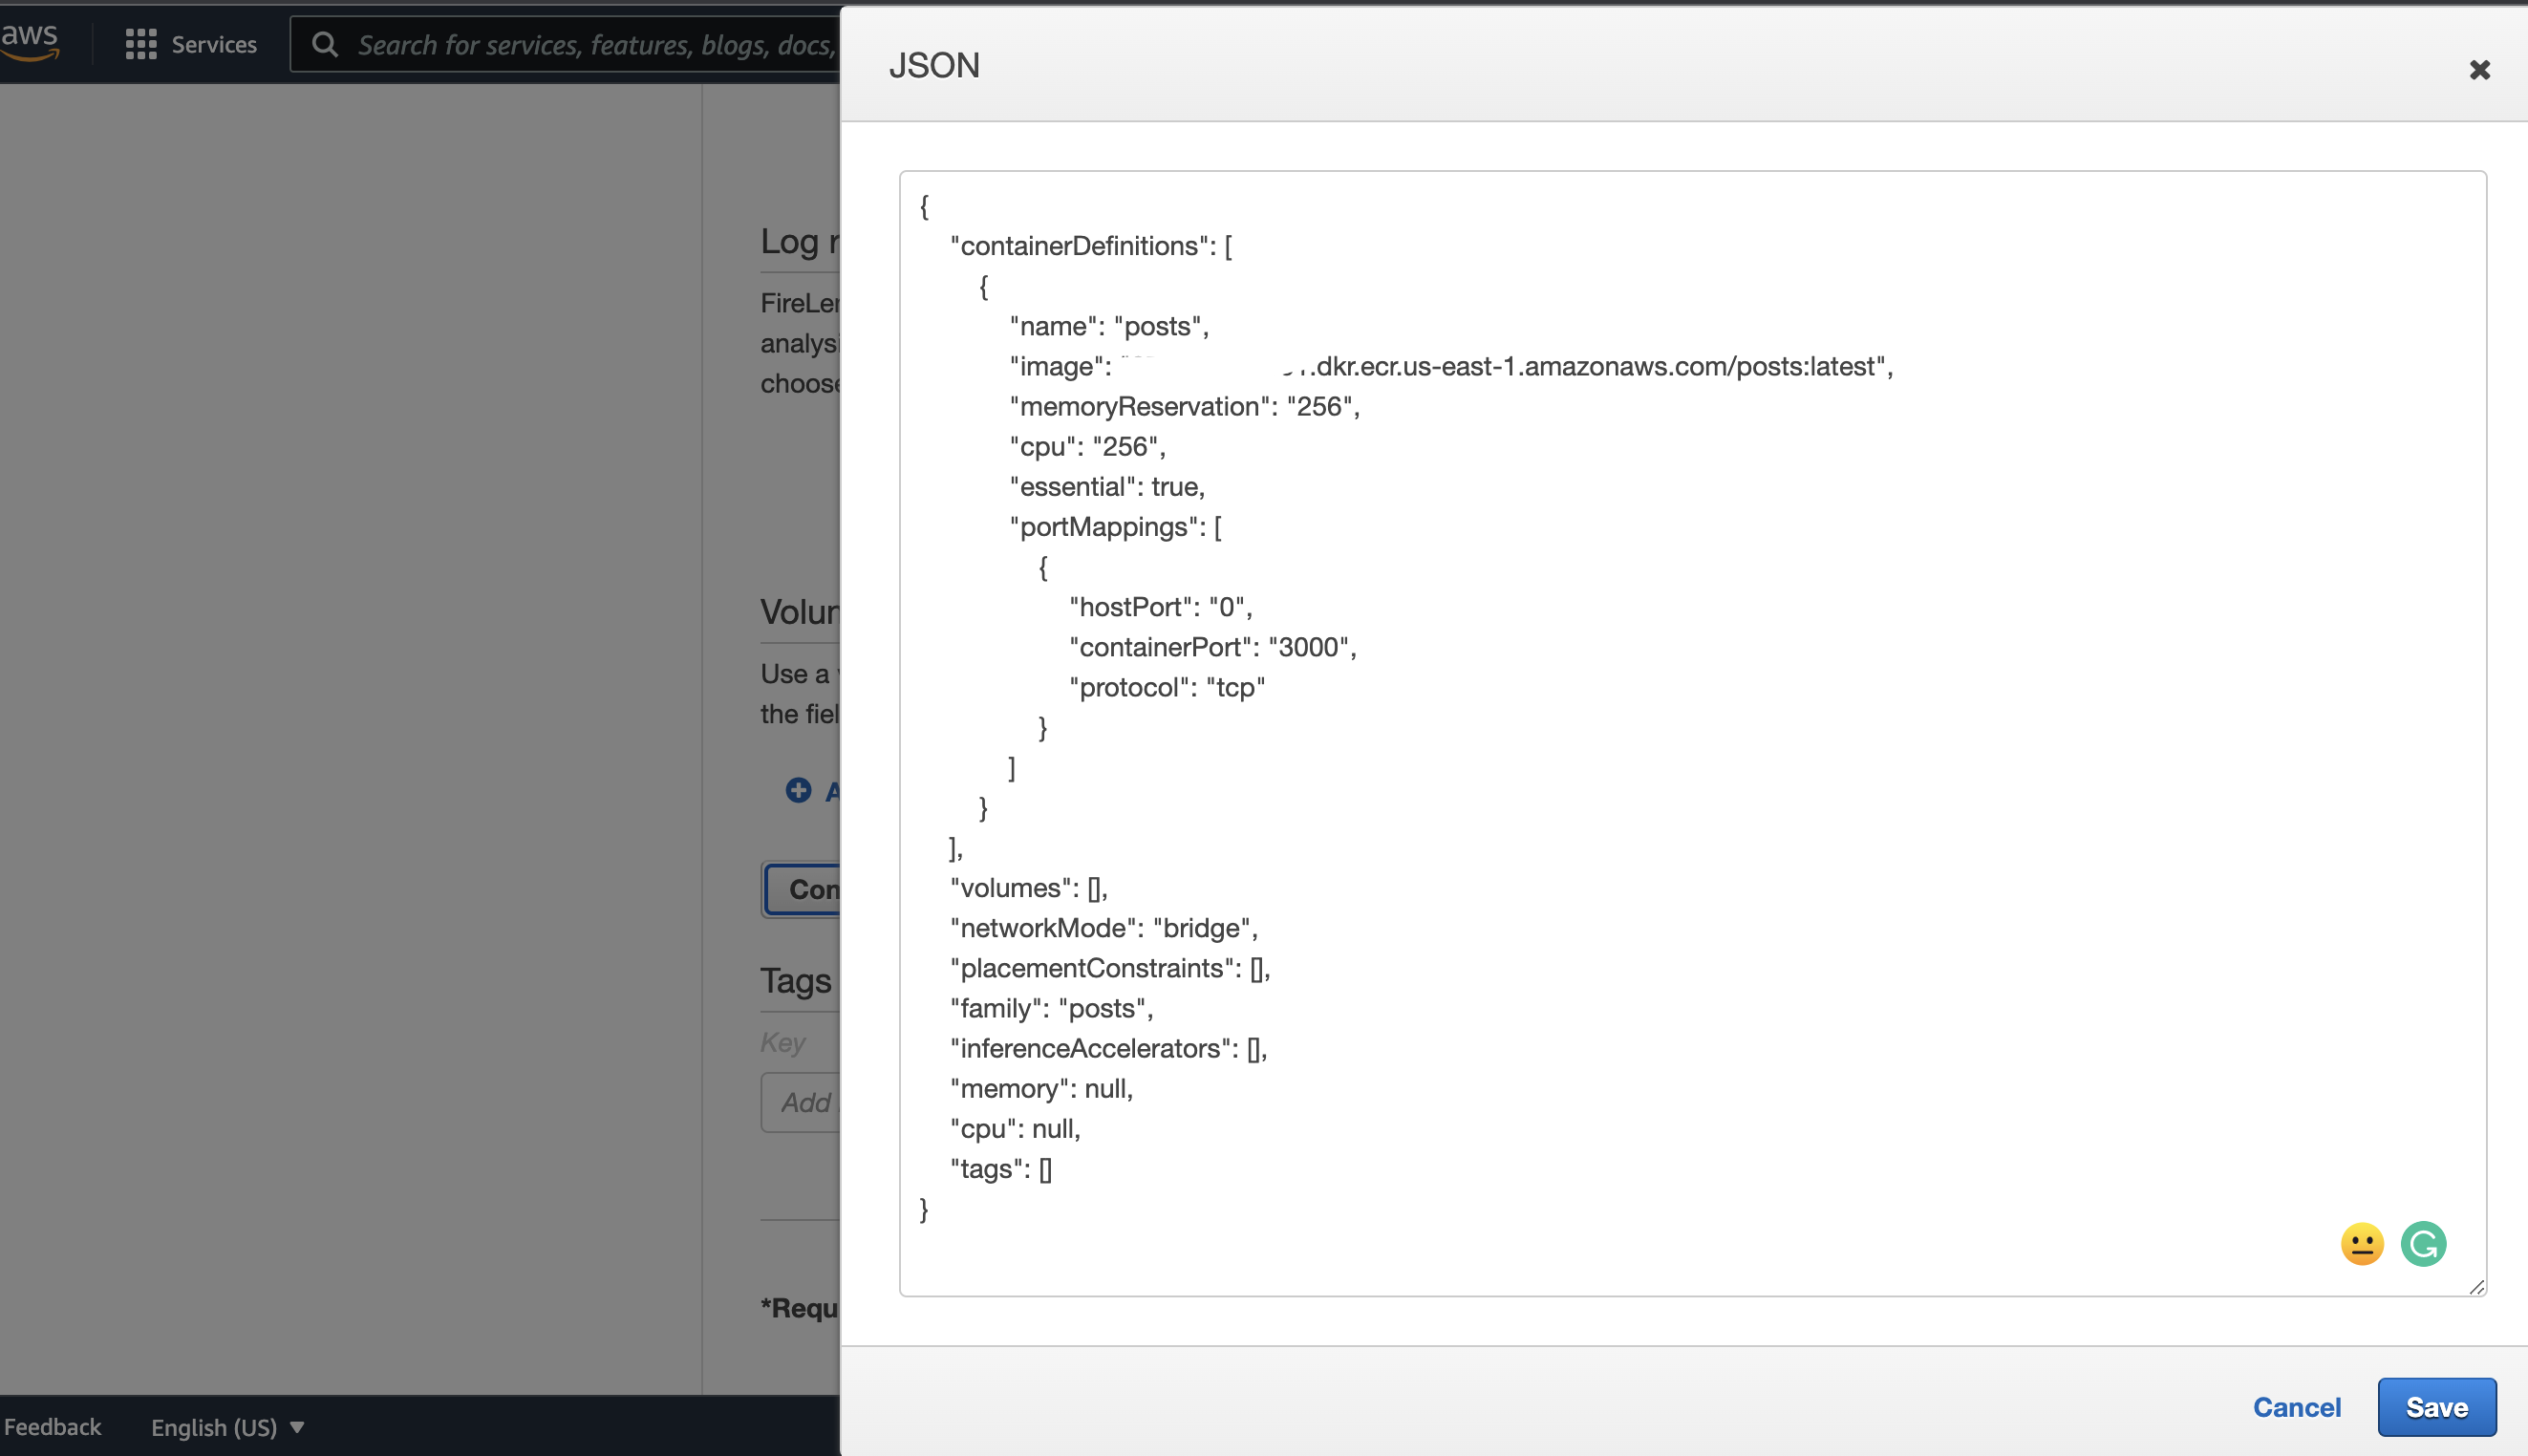 aws
Services
Search for services, features, blogs, docs,
JSON
Log
FireLen
analysi
choose
Volun
Use a
the fiel
Con
Tags
Key
Add
*Requ
{
"containerDefinitions": [
{
"name": "posts",
"image": .dkr.ecr.us-east-1.amazonaws.com/posts:latest",
"memoryReservation": "256",
"cpu": "256",
"essential": true,
"portMappings": [
{
"hostPort": "0",
"containerPort": "3000",
"protocol": "tcp"
}
]
}
],
"volumes": [],
"networkMode": "bridge",
"placementConstraints": [],
"family": "posts",
"inferenceAccelerators": [],
"memory": null,
"cpu": null,
"tags": []
}
Cancel
Save
Feedback
English (US)